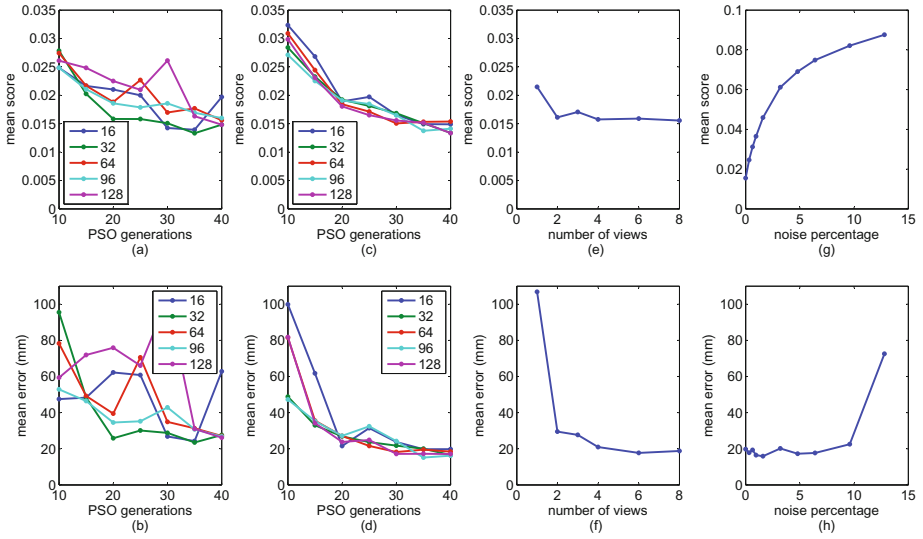 0.035
0.03
0.025
0.02
0.015
0.01
0.005
0
mean score
16
32
64
96
128
10 20 30 40
PSO generations
(a)
0.035
0.03
0.025
0.02
0.015
0.01
0.005
0
mean score
16
32
64
96
128
10 20 30 40
PSO generations
(c)
0.035
0.03
0.025
0.02
0.015
0.01
0.005
0
mean score
0 2 4 6 8
number of views
(e)
0.1
0.08
0.06
0.04
0.02
0
mean score
0 5 10 15
noise percentage
(g)
100
80
60
40
20
0
mean error (mm)
16
32
64
96
128
10 20 30 40
PSO generations
(b)
100
80
60
40
20
0
mean error (mm)
16
32
64
96
128
10 20 30 40
PSO generations
(d)
100
80
60
40
20
0
mean error (mm)
0 2 4 6 8
number of views
(f)
100
80
60
40
20
0
mean error (mm)
0 5 10 15
noise percentage
(h)